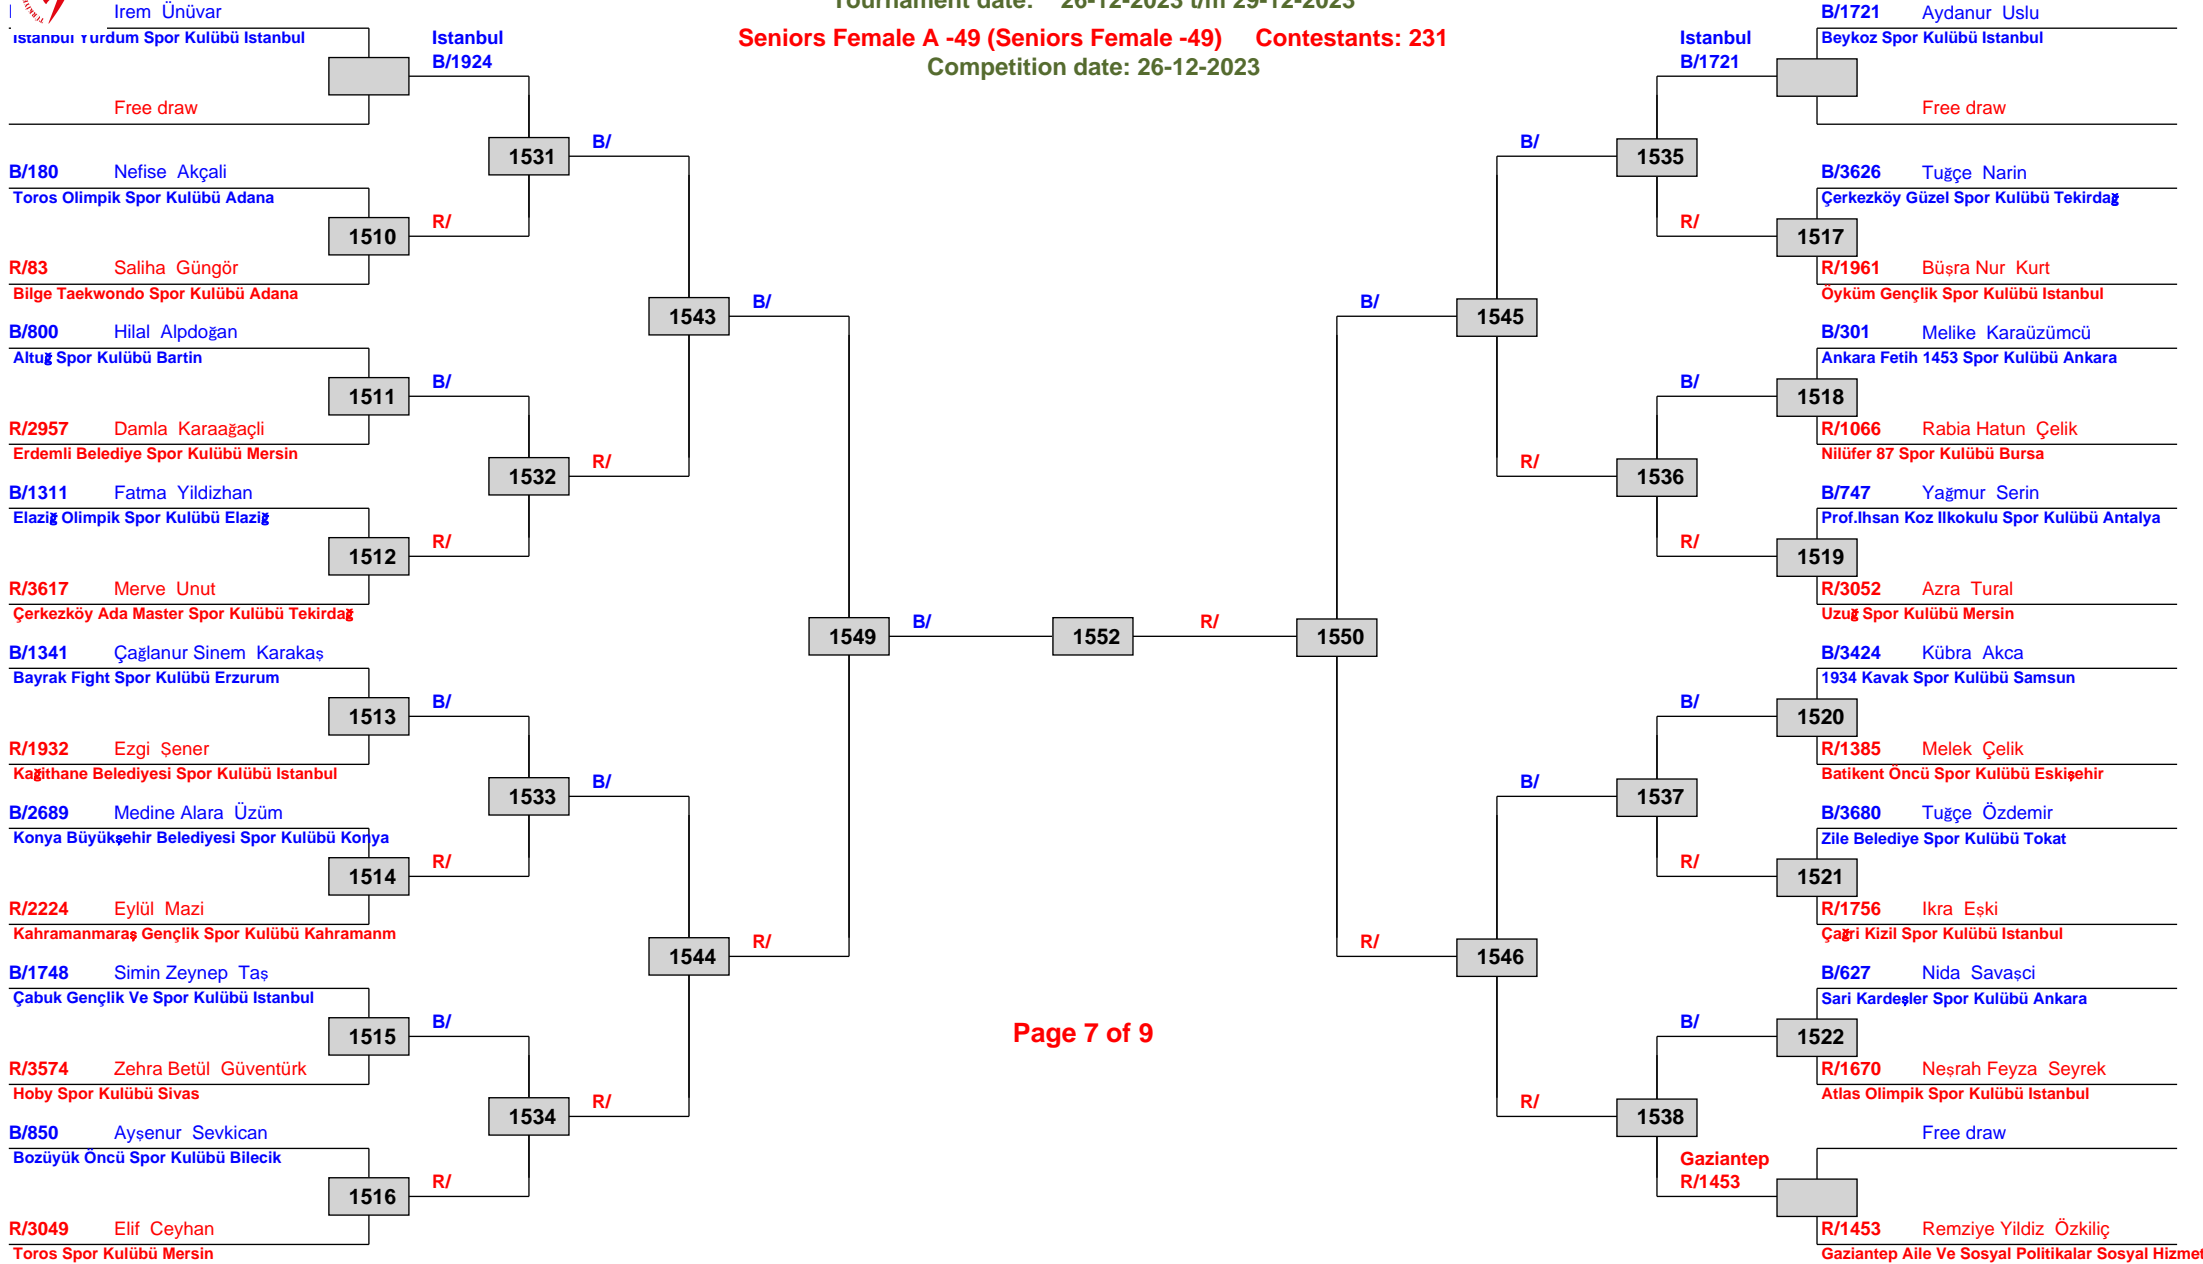 Tournament date: 26-12-2023 t/m 29-12-2023
Seniors Female A -49 (Seniors Female -49) Contestants: 231
Competition date: 26-12-2023
Irem Ünüvar
Istanbul Yurdum Spor Kulübü Istanbul
Istanbul
B/1924
Free draw
1531
B/
B/180 Nefise Akçali
Toros Olimpik Spor Kulübü Adana
1510
R/
R/83 Saliha Güngör
Bilge Taekwondo Spor Kulübü Adana
1543
B/
B/800 Hilal Alpdoğan
Altuğ Spor Kulübü Bartin
1511
B/
R/2957 Damla Karaağaçli
Erdemli Belediye Spor Kulübü Mersin
1532
R/
B/1311 Fatma Yildizhan
Elaziğ Olimpik Spor Kulübü Elaziğ
1512
R/
R/3617 Merve Unut
Çerkezköy Ada Master Spor Kulübü Tekirdağ
1549
B/
1552
R/
1550
B/1341 Çağlanur Sinem Karakaş
Bayrak Fight Spor Kulübü Erzurum
1513
B/
R/1932 Ezgi Şener
Kağithane Belediyesi Spor Kulübü Istanbul
1533
B/
B/2689 Medine Alara Üzüm
Konya Büyükşehir Belediyesi Spor Kulübü Konya
1514
R/
R/2224 Eylül Mazi
Kahramanmaraş Gençlik Spor Kulübü Kahramanm
1544
R/
B/1748 Simin Zeynep Taş
Çabuk Gençlik Ve Spor Kulübü Istanbul
1515
B/
R/3574 Zehra Betül Güventürk
Hoby Spor Kulübü Sivas
1534
R/
B/850 Ayşenur Sevkican
Bozüyük Öncü Spor Kulübü Bilecik
1516
R/
R/3049 Elif Ceyhan
Toros Spor Kulübü Mersin
Page 7 of 9
B/1721 Aydanur Uslu
Beykoz Spor Kulübü Istanbul
Istanbul
B/1721
Free draw
B/
1535
B/3626 Tuğçe Narin
Çerkezköy Güzel Spor Kulübü Tekirdağ
R/
1517
R/1961 Büşra Nur Kurt
Öyküm Gençlik Spor Kulübü Istanbul
B/
1545
B/301 Melike Karaüzümcü
Ankara Fetih 1453 Spor Kulübü Ankara
B/
1518
R/1066 Rabia Hatun Çelik
Nilüfer 87 Spor Kulübü Bursa
R/
1536
B/747 Yağmur Serin
Prof.Ihsan Koz Ilkokulu Spor Kulübü Antalya
R/
1519
R/3052 Azra Tural
Uzuğ Spor Kulübü Mersin
B/3424 Kübra Akca
1934 Kavak Spor Kulübü Samsun
B/
1520
R/1385 Melek Çelik
Batikent Öncü Spor Kulübü Eskişehir
B/
1537
B/3680 Tuğçe Özdemir
Zile Belediye Spor Kulübü Tokat
R/
1521
R/1756 Ikra Eşki
Çağri Kizil Spor Kulübü Istanbul
R/
1546
B/627 Nida Savaşci
Sari Kardeşler Spor Kulübü Ankara
B/
1522
R/1670 Neşrah Feyza Seyrek
Atlas Olimpik Spor Kulübü Istanbul
R/
1538
Free draw
Gaziantep
R/1453
R/1453 Remziye Yildiz Özkiliç
Gaziantep Aile Ve Sosyal Politikalar Sosyal Hizmet